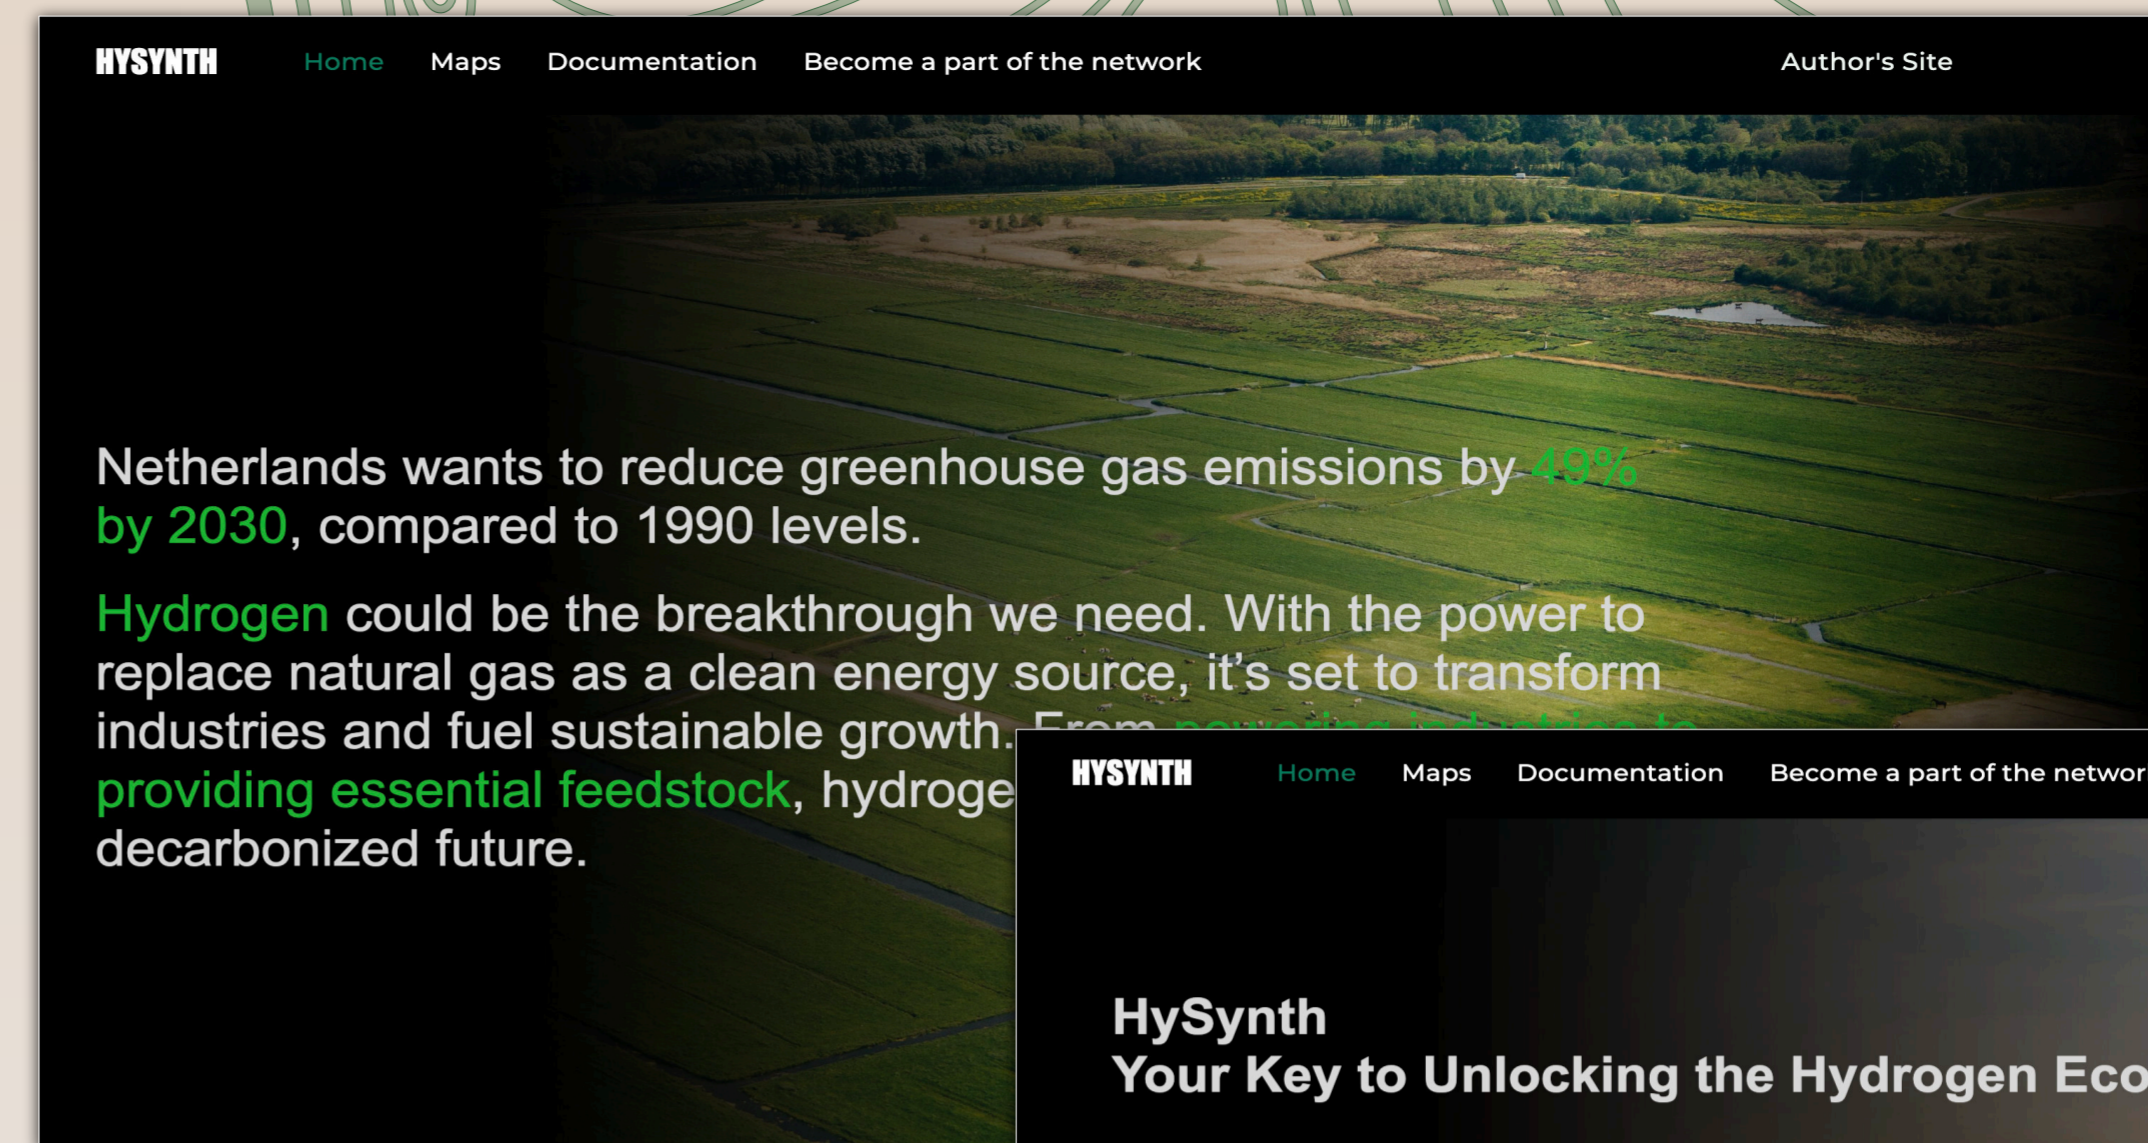 HYSYNTH Home Maps Documentation Become a part of the network Author's Site
Netherlands wants to reduce greenhouse gas emissions by 49%
by 2030, compared to 1990 levels.
Hydrogen could be the breakthrough we need. With the power to
replace natural gas as a clean energy source, it's set to transform
industries and fuel sustainable growth. From powering industries to
providing essential feedstock, hydroge
decarbonized future.
HYSYNTH Home Maps Documentation Become a part of the networ
HySynth
Your Key to Unlocking the Hydrogen Eco